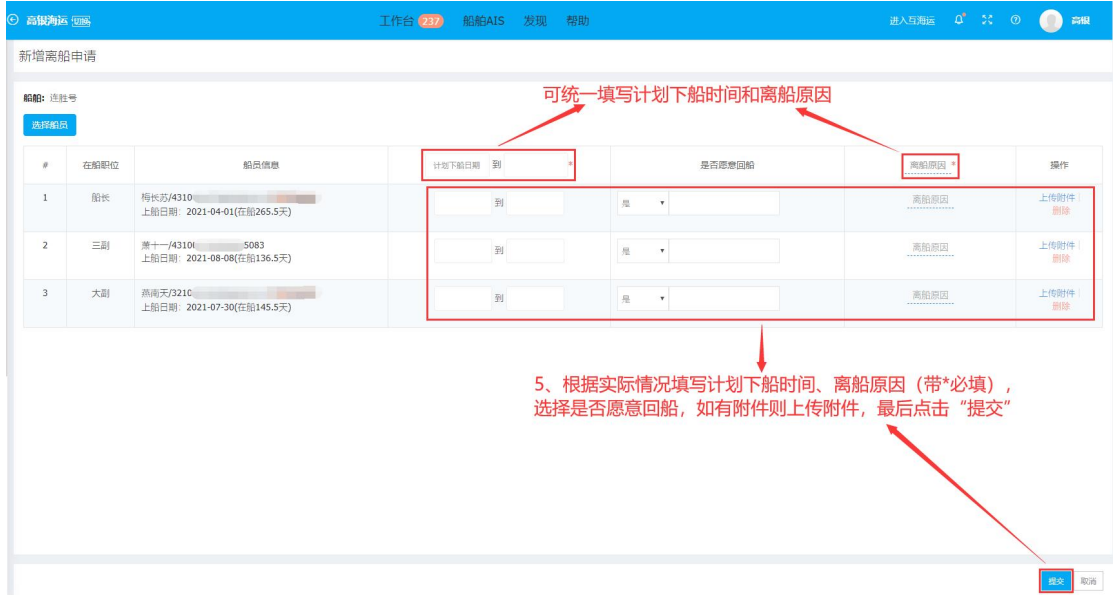 高银海运 切换 工作台 237 船舶AIS 发现 帮助 进入互海运 高银
新增离船申请
船舶: 连胜号
可统一填写计划下船时间和离船原因
选择船员
# 在船职位 船员信息 计划下船日期 到 * 是否愿意回船 离船原因 * 操作
1 船长 梅长苏/4310 到 是 离船原因 上传附件
上船日期: 2021-04-01(在船265.5天) 删除
2 三副 萧十一/4310 5083 到 是 离船原因 上传附件
上船日期: 2021-08-08(在船136.5天) 删除
3 大副 燕南天/3210 到 是 离船原因 上传附件
上船日期: 2021-07-30(在船145.5天) 删除
5、根据实际情况填写计划下船时间、离船原因（带*必填），
选择是否愿意回船，如有附件则上传附件，最后点击“提交”
提交 取消